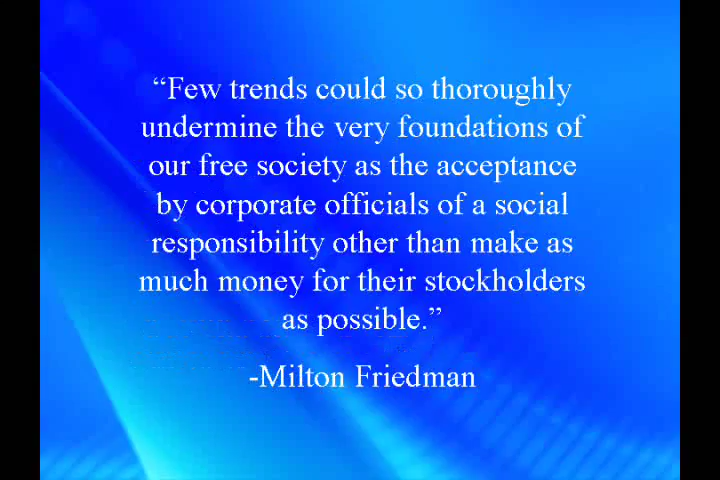 “Few trends could so thoroughly
undermine the very foundations of
our free society as the acceptance
by corporate officials of a social
responsibility other than make as
much money for their stockholders
as possible.”
-Milton Friedman